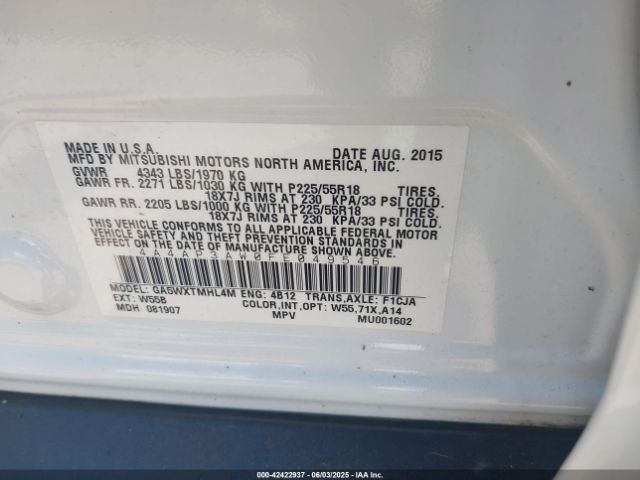 MADE IN U.S.A. DATE AUG. 2015
MFD BY MITSUBISHI MOTORS NORTH AMERICA, INC.
GVWR 4343 LBS/1970 KG
GAWR FR. 2271 LBS/1030 KG WITH P225/55R18 TIRES,
18X7J RIMS AT 230 KPA/33 PSI COLD.
GAWR RR. 2205 LBS/1000 KG WITH P225/55R18 TIRES,
18X7J RIMS AT 230 KPA/33 PSI COLD.
THIS VEHICLE CONFORMS TO ALL APPLICABLE FEDERAL MOTOR
VEHICLE SAFETY AND THEFT PREVENTION STANDARDS IN
EFFECT ON THE DATE OF MANUFACTURE SHOWN ABOVE.
4A4AP3AW0FE049546
MODEL: GA5WXTMHL4M ENG: 4B12 TRANS,AXLE: F1CJA
EXT: W55B COLOR,INT,OPT: W55,71X,A14
MDH 081907 MPV MU001602
000-42422937 - 06/03/2025 - IAA Inc.